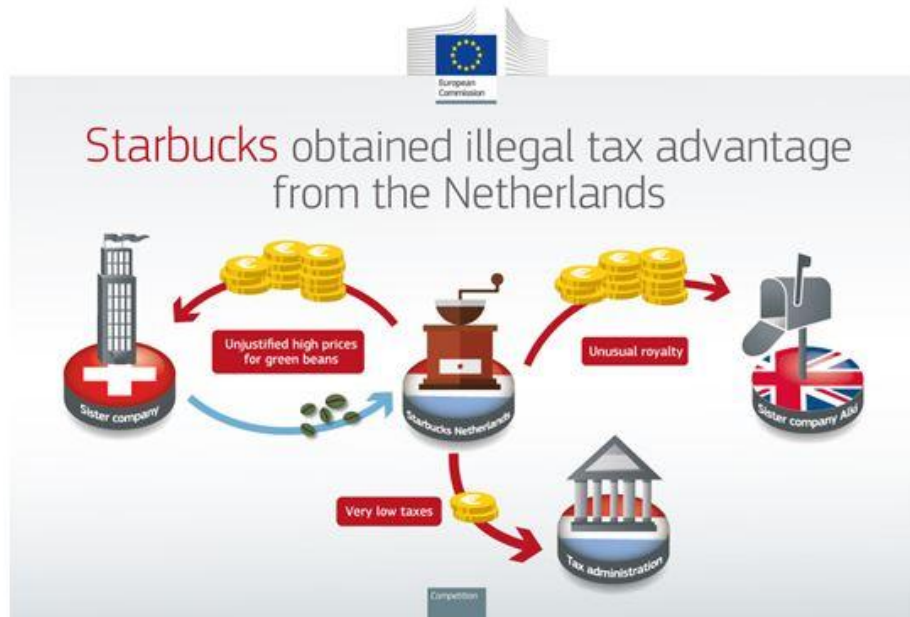 European
Commission
Starbucks obtained illegal tax advantage
from the Netherlands
Unjustified high prices
for green beans
Unusual royalty
Sister company
Starbucks Netherlands
Sister company Alki
Very low taxes
Tax administration
Competition